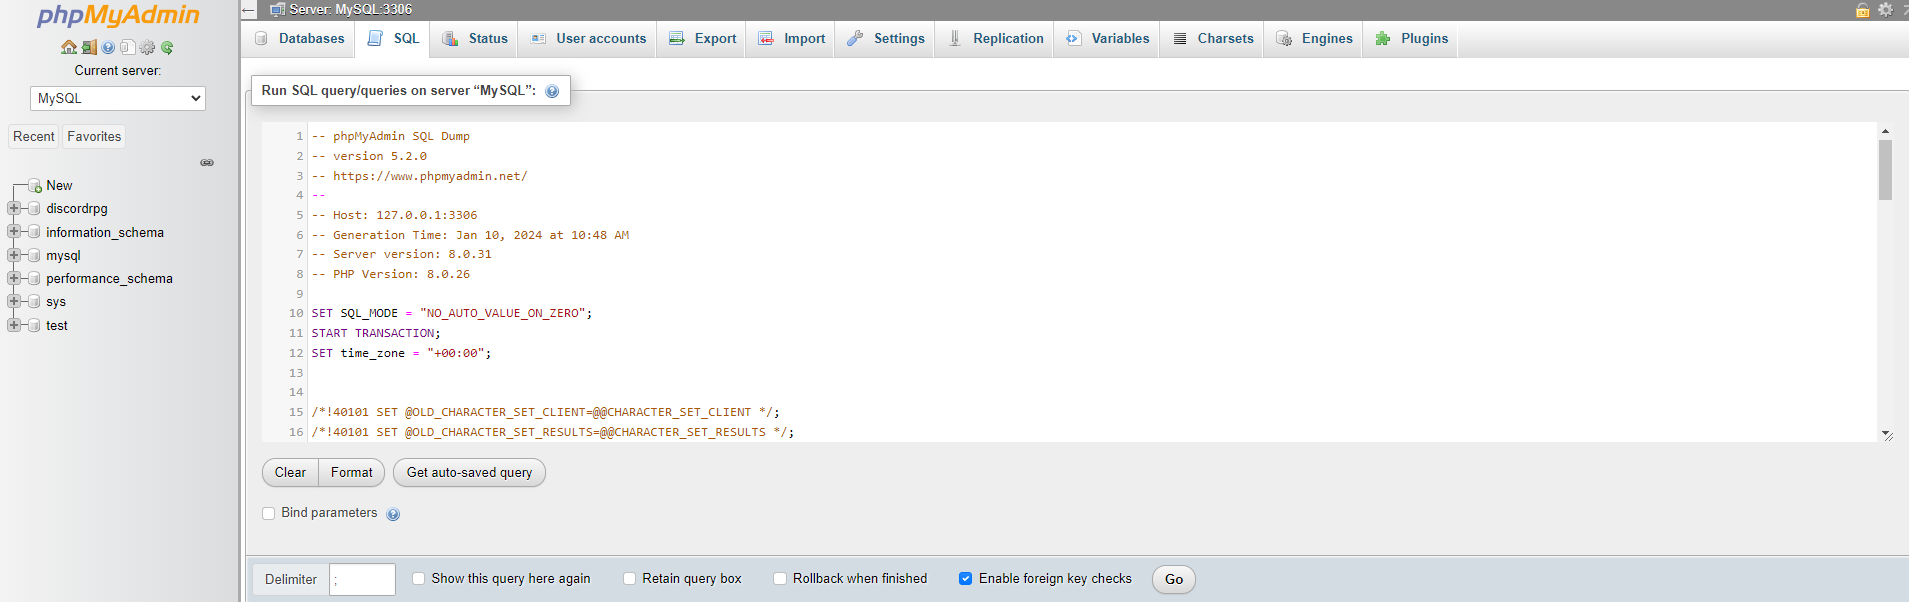 phpMyAdmin
Current server:
MySQL
Recent
Favorites
New
discordrpg
information_schema
mysql
performance_schema
sys
test
Server: MySQL:3306
Databases
SQL
Status
User accounts
Export
Import
Settings
Replication
Variables
Charsets
Engines
Plugins
Run SQL query/queries on server “MySQL”:
1 -- phpMyAdmin SQL Dump
2 -- version 5.2.0
3 -- https://www.phpmyadmin.net/
4 --
5 -- Host: 127.0.0.1:3306
6 -- Generation Time: Jan 10, 2024 at 10:48 AM
7 -- Server version: 8.0.31
8 -- PHP Version: 8.0.26
9
10 SET SQL_MODE = "NO_AUTO_VALUE_ON_ZERO";
11 START TRANSACTION;
12 SET time_zone = "+00:00";
13
14
15 /*!40101 SET @OLD_CHARACTER_SET_CLIENT=@@CHARACTER_SET_CLIENT */;
16 /*!40101 SET @OLD_CHARACTER_SET_RESULTS=@@CHARACTER_SET_RESULTS */;
Clear
Format
Get auto-saved query
Bind parameters
Delimiter
;
Show this query here again
Retain query box
Rollback when finished
Enable foreign key checks
Go